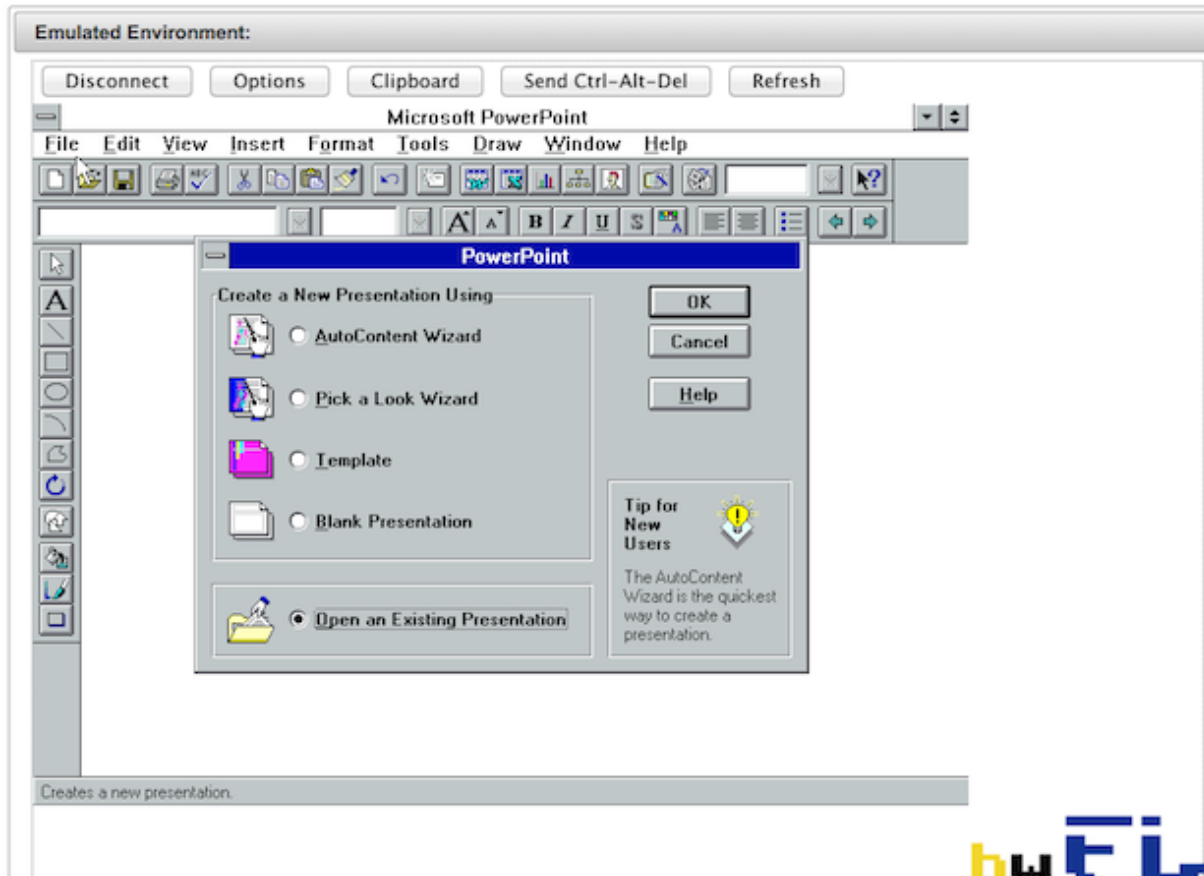 Emulated Environment:
Disconnect Options Clipboard Send Ctrl-Alt-Del Refresh
Microsoft PowerPoint
File Edit View Insert Format Tools Draw Window Help
A A B I U S
PowerPoint
Create a New Presentation Using
OK
AutoContent Wizard
Cancel
Pick a Look Wizard
Help
Template
Blank Presentation
Tip for
New
Users
The AutoContent
Wizard is the quickest
way to create a
presentation.
Open an Existing Presentation
Creates a new presentation.
bw